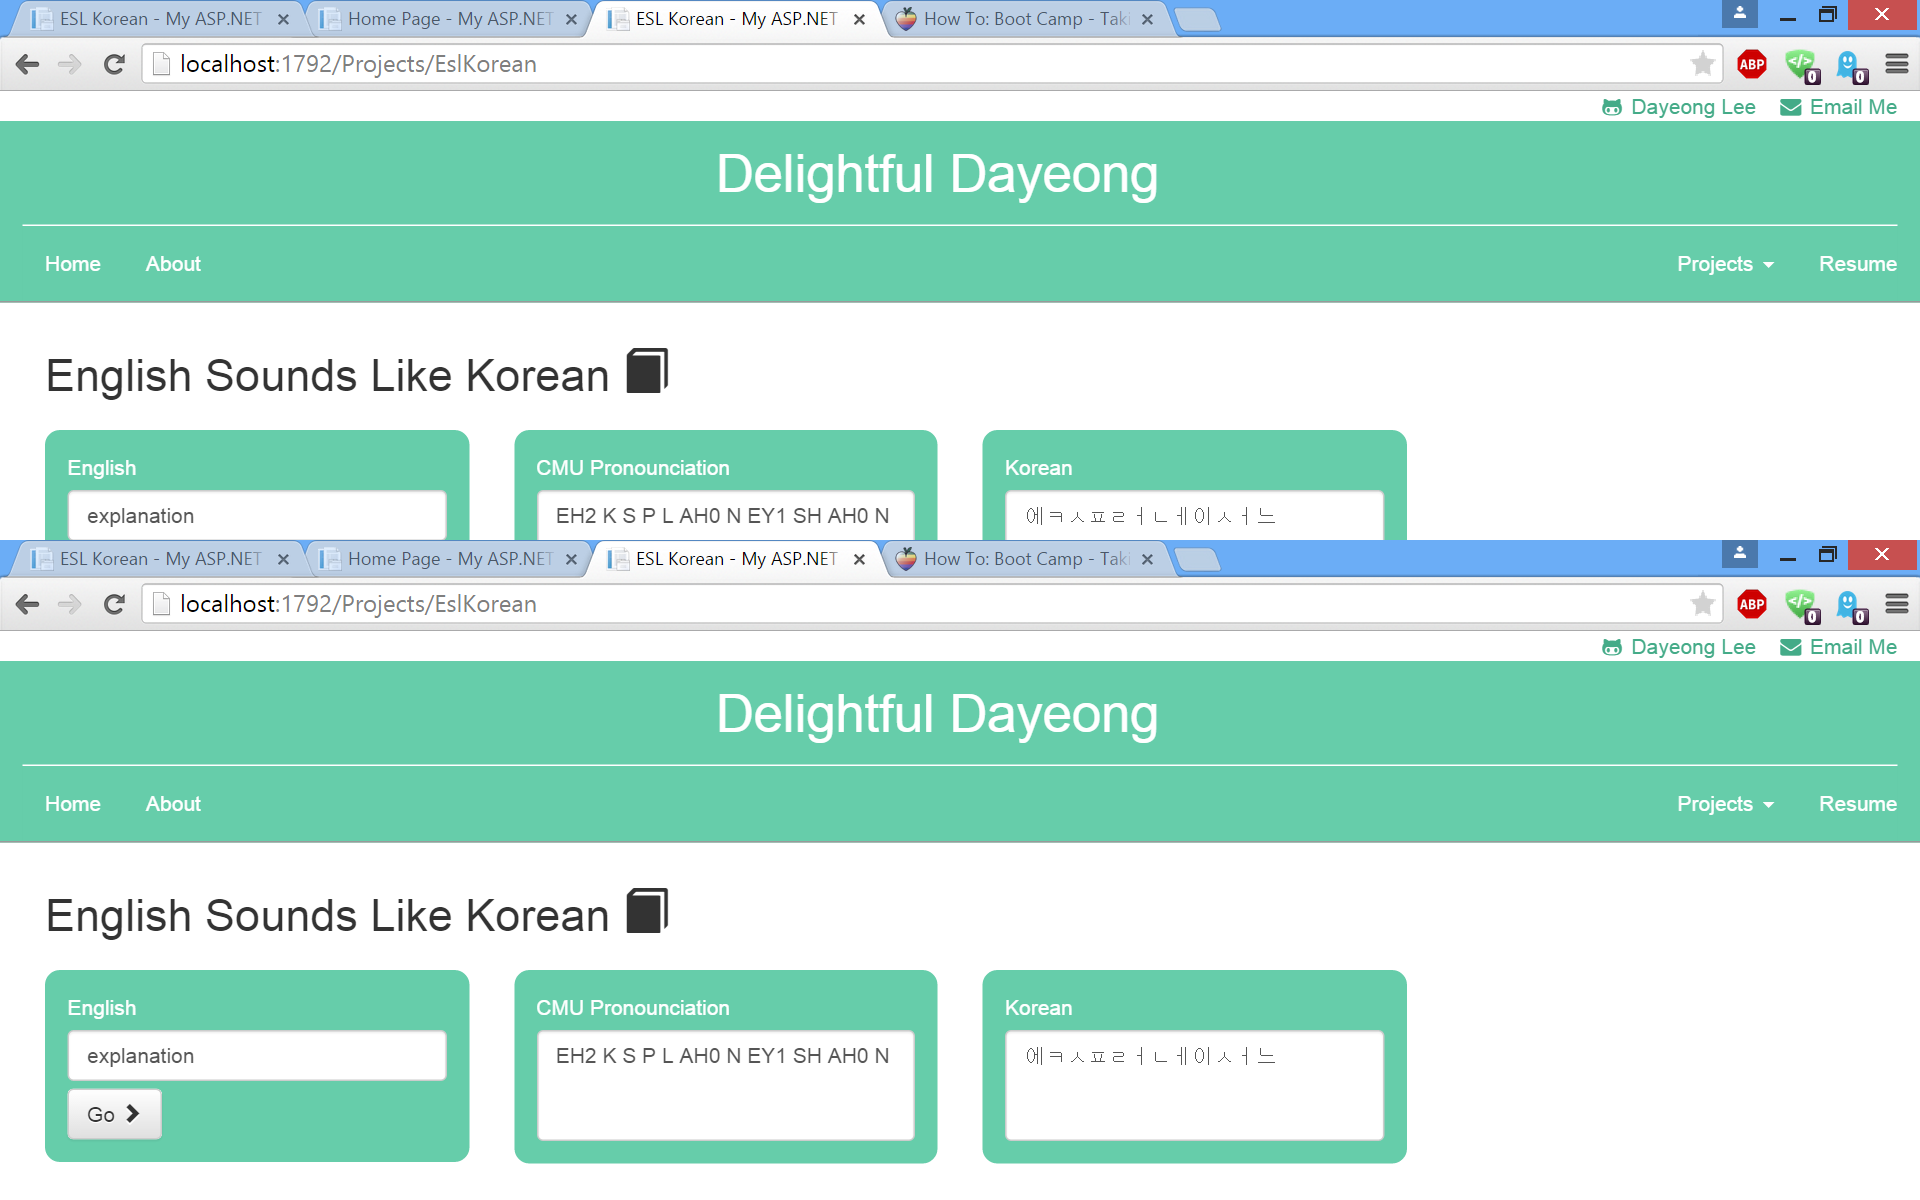 ESL Korean - My ASP.NET
Home Page - My ASP.NET
ESL Korean - My ASP.NET
How To: Boot Camp - Taki
localhost:1792/Projects/EslKorean
ABP
0
0
Dayeong Lee
Email Me
Delightful Dayeong
Home
About
Projects
Resume
English Sounds Like Korean
English
CMU Pronounciation
Korean
explanation
EH2 K S P L AH0 N EY1 SH AH0 N
에ㅋㅅㅍㄹㅓㄴㅔ이ㅅㅓ느
ESL Korean - My ASP.NET
Home Page - My ASP.NET
ESL Korean - My ASP.NET
How To: Boot Camp - Taki
localhost:1792/Projects/EslKorean
ABP
0
0
Dayeong Lee
Email Me
Delightful Dayeong
Home
About
Projects
Resume
English Sounds Like Korean
English
CMU Pronounciation
Korean
explanation
EH2 K S P L AH0 N EY1 SH AH0 N
에ㅋㅅㅍㄹㅓㄴㅔ이ㅅㅓ느
Go